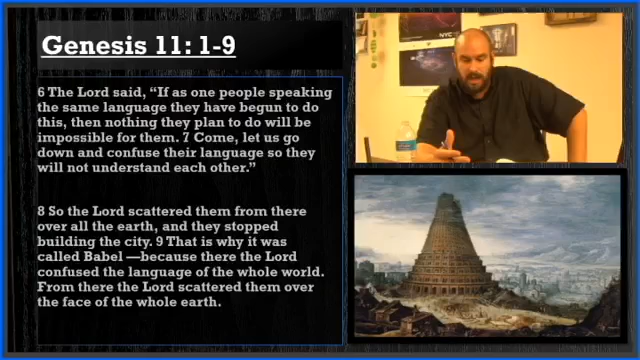 Genesis 11: 1-9
6 The Lord said, “If as one people speaking
the same language they have begun to do
this, then nothing they plan to do will be
impossible for them. 7 Come, let us go
down and confuse their language so they
will not understand each other.”
8 So the Lord scattered them from there
over all the earth, and they stopped
building the city. 9 That is why it was
called Babel —because there the Lord
confused the language of the whole world.
From there the Lord scattered them over
the face of the whole earth.
NYC